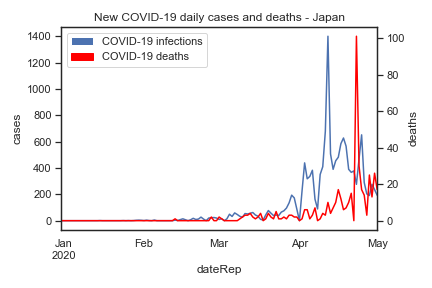 New COVID-19 daily cases and deaths - Japan
COVID-19 infections
COVID-19 deaths
1400
1200
1000
800
600
400
200
0
cases
100
80
60
40
20
0
deaths
Jan Feb Mar Apr May
2020
dateRep